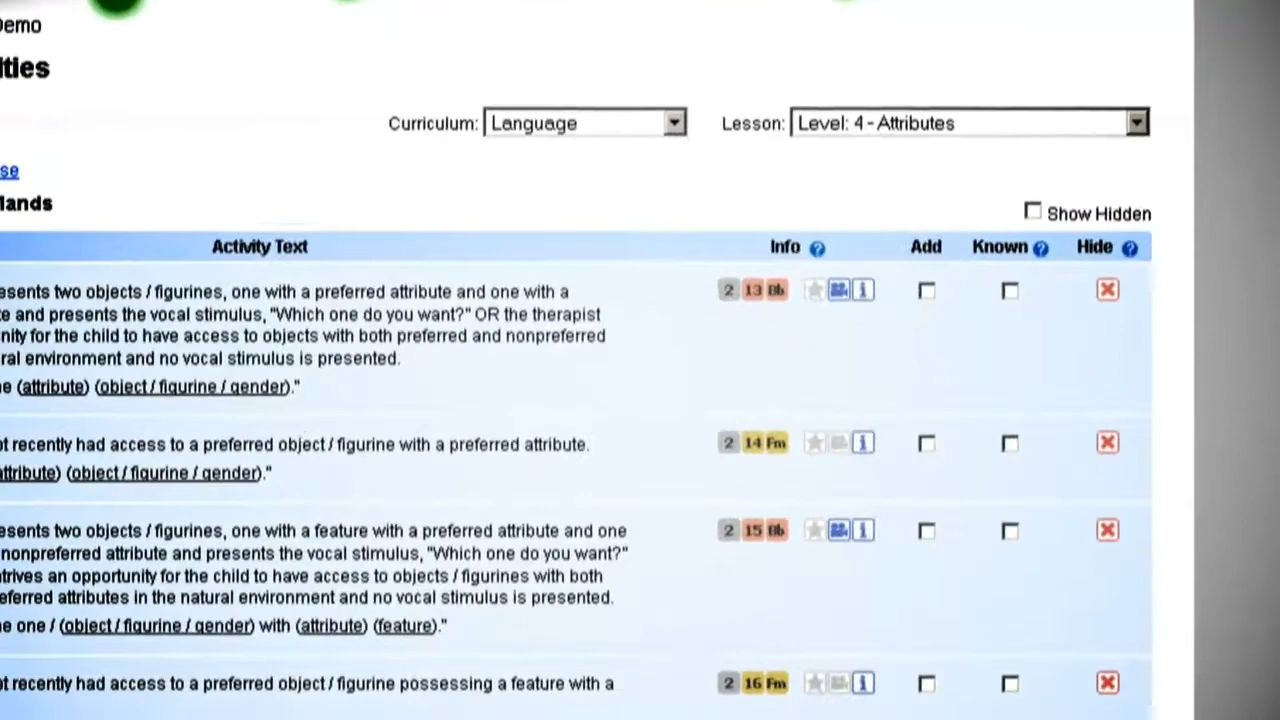 Demo
ities
Curriculum: Language Lesson: Level: 4 - Attributes
se
Mands
Show Hidden
Activity Text Info ? Add Known ? Hide ?
esents two objects / figurines, one with a preferred attribute and one with a
e and presents the vocal stimulus, "Which one do you want?" OR the therapist
nity for the child to have access to objects with both preferred and nonpreferred
ral environment and no vocal stimulus is presented.
e (attribute) (object / figurine / gender)."
2 13 Bb i
ot recently had access to a preferred object / figurine with a preferred attribute.
attribute) (object / figurine / gender)."
2 14 Fm i
esents two objects / figurines, one with a feature with a preferred attribute and one
nonpreferred attribute and presents the vocal stimulus, "Which one do you want?"
trives an opportunity for the child to have access to objects / figurines with both
eferred attributes in the natural environment and no vocal stimulus is presented.
e one / (object / figurine / gender) with (attribute) (feature)."
2 15 Bb i
ot recently had access to a preferred object / figurine possessing a feature with a
2 16 Fm i